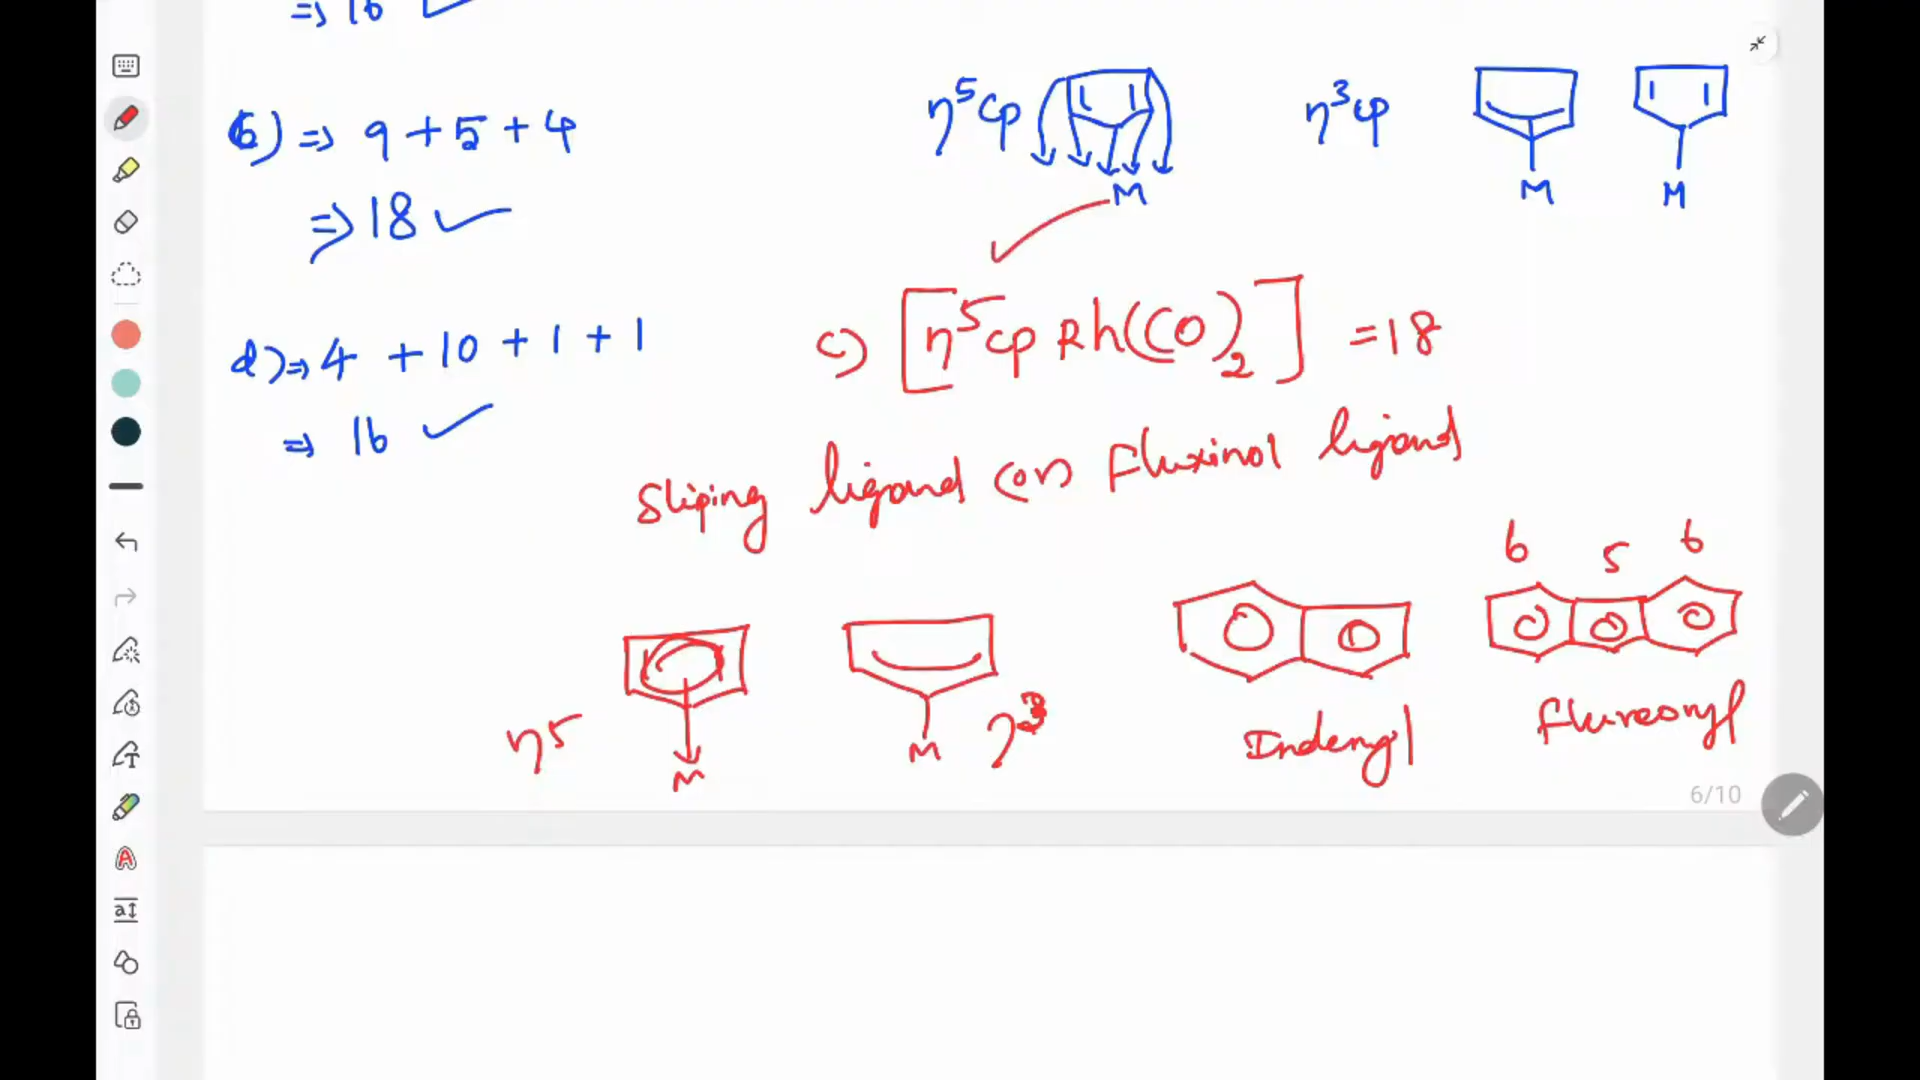 ⇒ 16
b) ⇒ 9 + 5 + 4
⇒ 18 ✓
d) ⇒ 4 + 10 + 1 + 1
⇒ 16 ✓
η⁵Cp
M
η³Cp
M
M
c) [η⁵cp Rh(CO)₂] = 18
Sliping ligand (or) Fluxinol ligand
η⁵
M
M
η³
Indenyl
6 5 6
Flureonyl
6/10